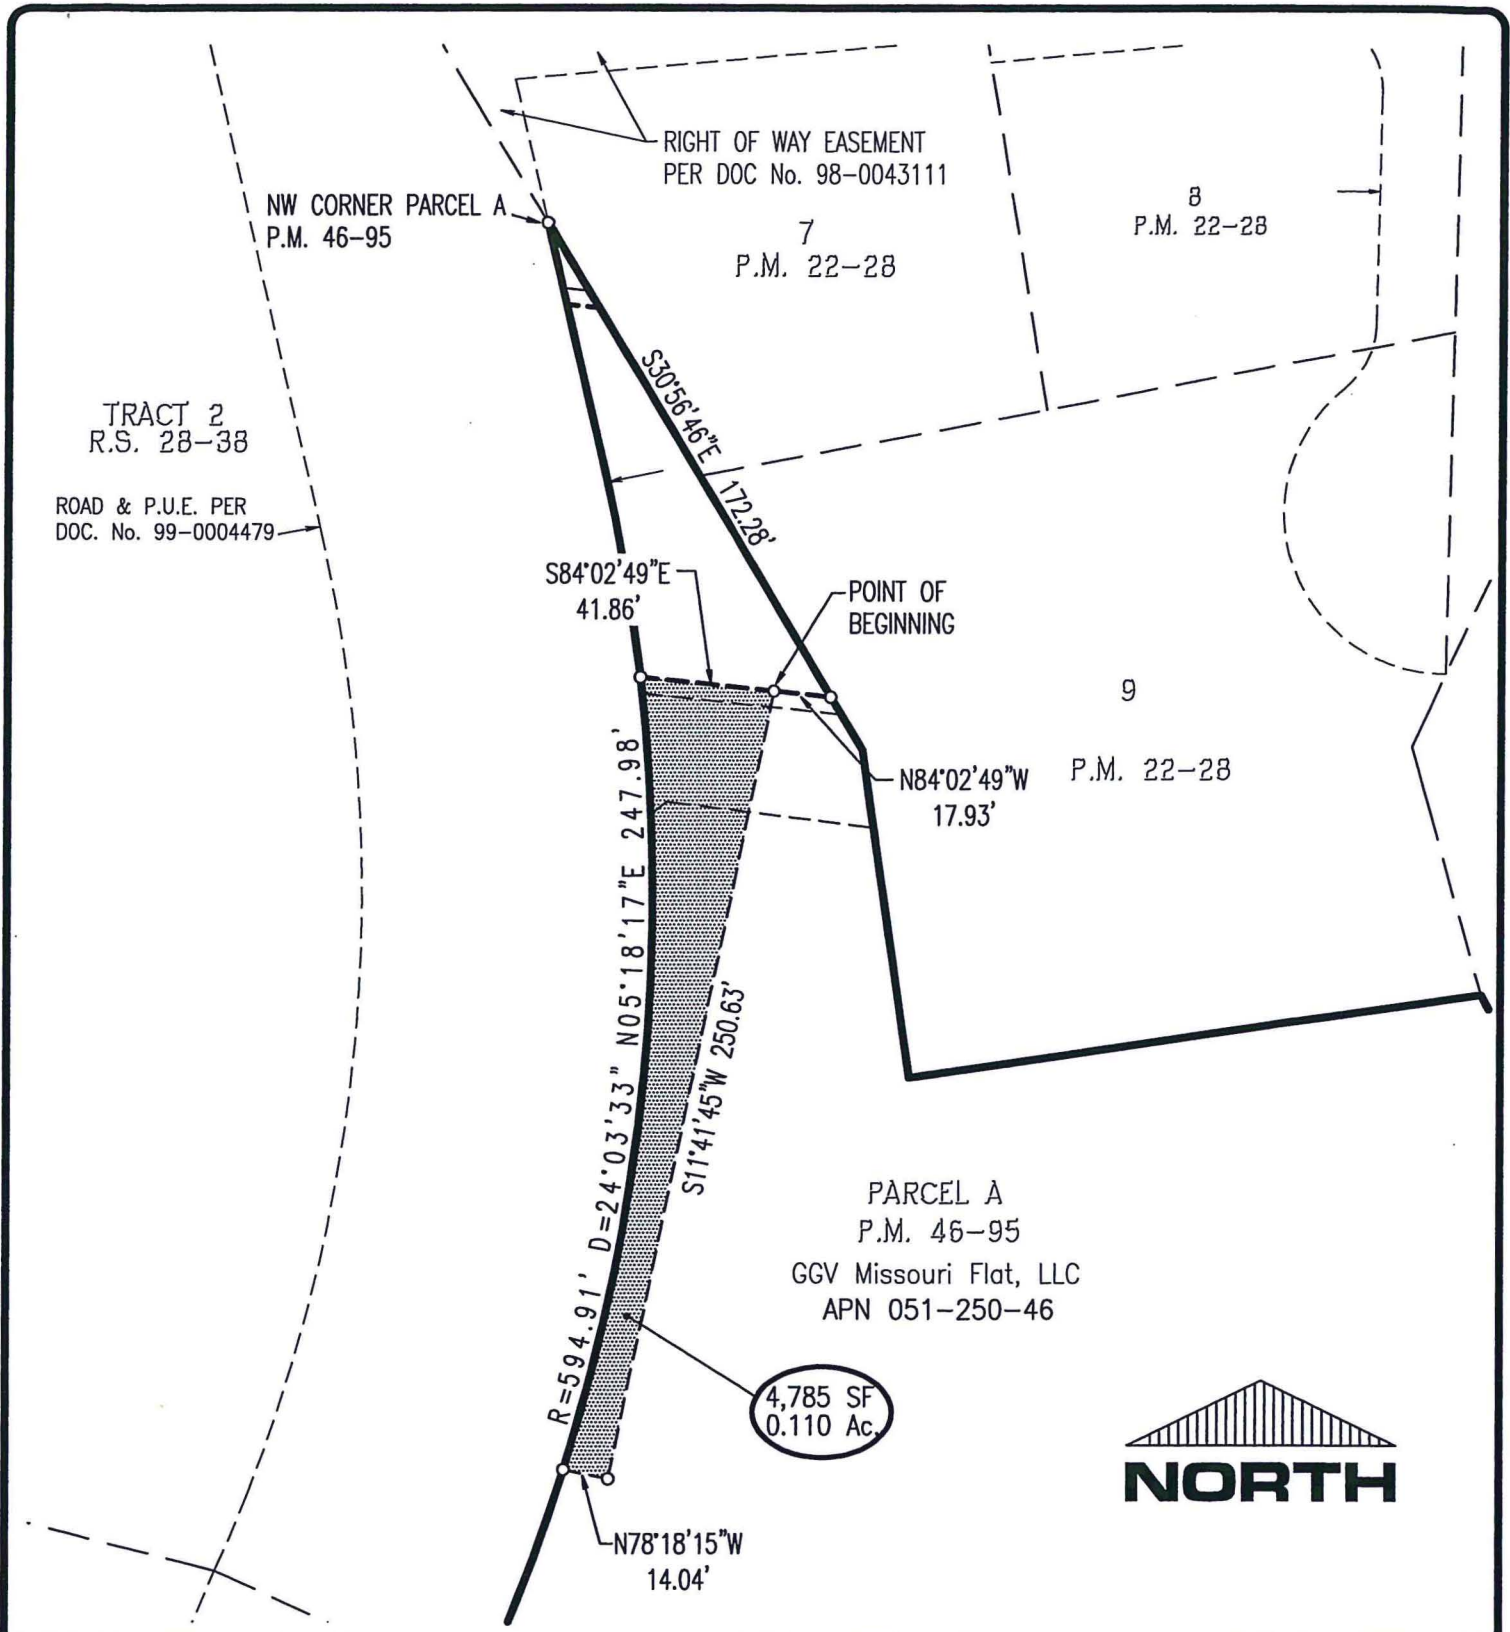 RIGHT OF WAY EASEMENT
PER DOC No. 98-0043111
NW CORNER PARCEL A
P.M. 46-95
7
P.M. 22-28
8
P.M. 22-28
TRACT 2
R.S. 28-38
ROAD & P.U.E. PER
DOC. No. 99-0004479
S30°56'46"E 172.28'
S84°02'49"E
41.86'
POINT OF
BEGINNING
9
P.M. 22-28
N84°02'49"W
17.93'
R=594.91' D=24°03'33" N05°18'17"E 247.98'
S11°41'45"W 250.63'
PARCEL A
P.M. 46-95
GGV Missouri Flat, LLC
APN 051-250-46
4,785 SF
0.110 Ac.
NORTH
N78°18'15"W
14.04'